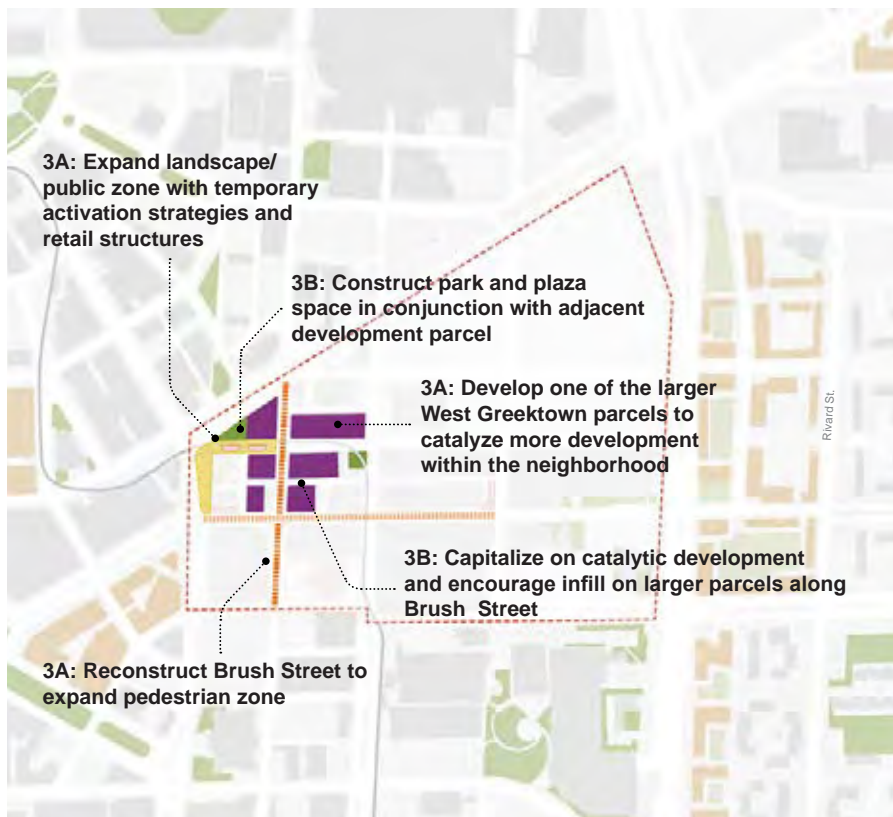 3A: Expand landscape/
public zone with temporary
activation strategies and
retail structures
3B: Construct park and plaza
space in conjunction with adjacent
development parcel
3A: Develop one of the larger
West Greektown parcels to
catalyze more development
within the neighborhood
Rivard St.
3B: Capitalize on catalytic development
and encourage infill on larger parcels along
Brush Street
3A: Reconstruct Brush Street to
expand pedestrian zone